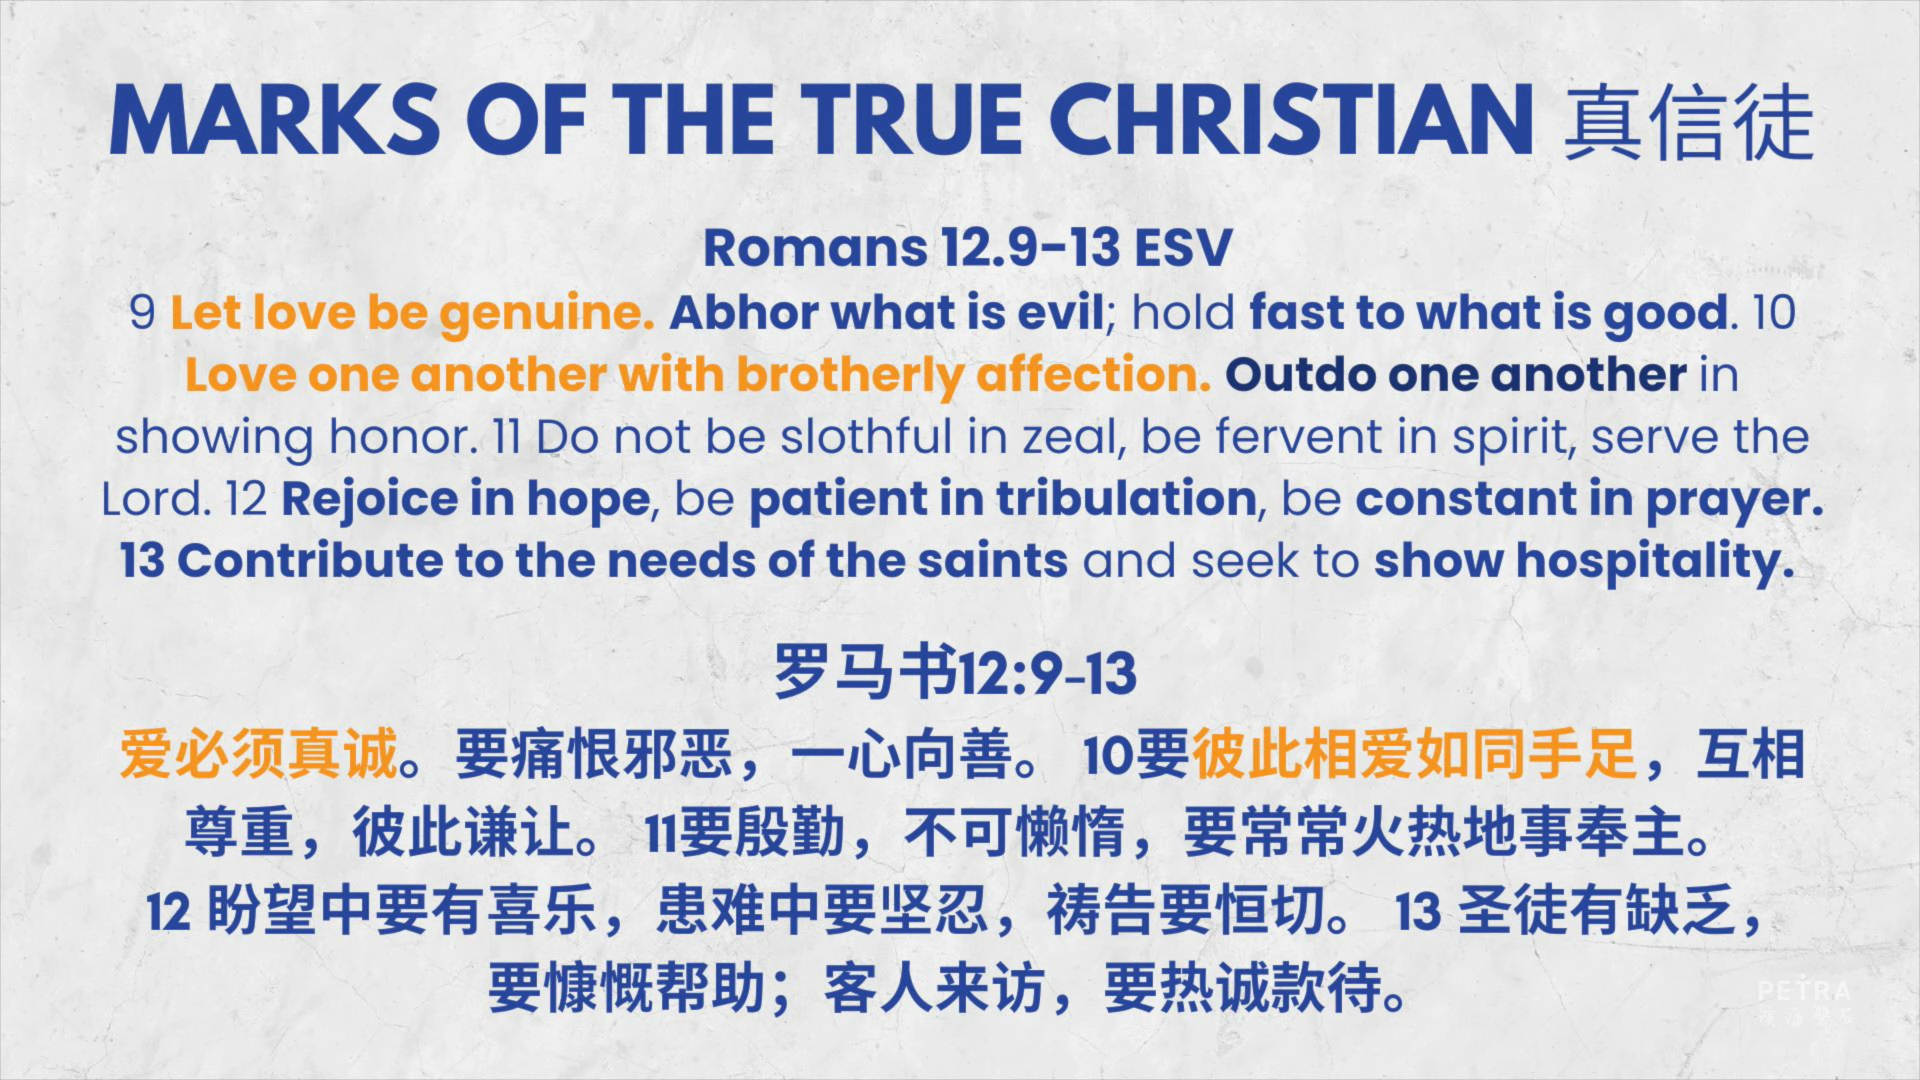 MARKS OF THE TRUE CHRISTIAN 真信徒
Romans 12.9-13 ESV
9 Let love be genuine. Abhor what is evil; hold fast to what is good. 10
Love one another with brotherly affection. Outdo one another in
showing honor. 11 Do not be slothful in zeal, be fervent in spirit, serve the
Lord. 12 Rejoice in hope, be patient in tribulation, be constant in prayer.
13 Contribute to the needs of the saints and seek to show hospitality.
罗马书12:9-13
爱必须真诚。要痛恨邪恶，一心向善。 10要彼此相爱如同手足，互相
尊重，彼此谦让。 11要殷勤，不可懒惰，要常常火热地事奉主。
12 盼望中要有喜乐，患难中要坚忍，祷告要恒切。 13 圣徒有缺乏，
要慷慨帮助；客人来访，要热诚款待。
PETRA